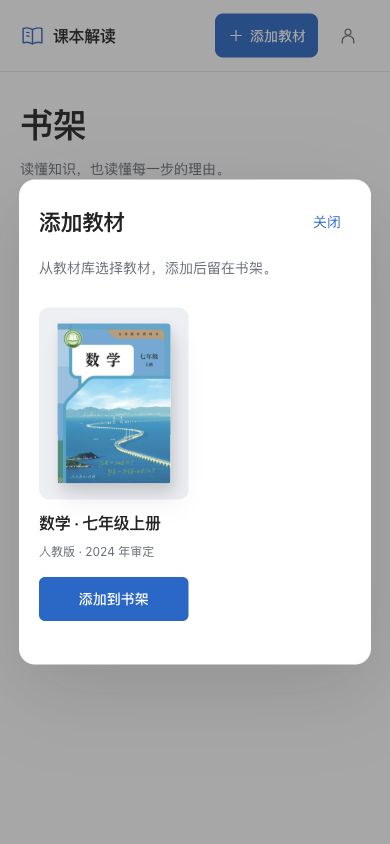 课本解读
添加教材
书架
读懂知识，也读懂每一步的理由。
添加教材
关闭
从教材库选择教材，添加后留在书架。
数学
七年级
上册
数学 · 七年级上册
人教版 · 2024 年审定
添加到书架